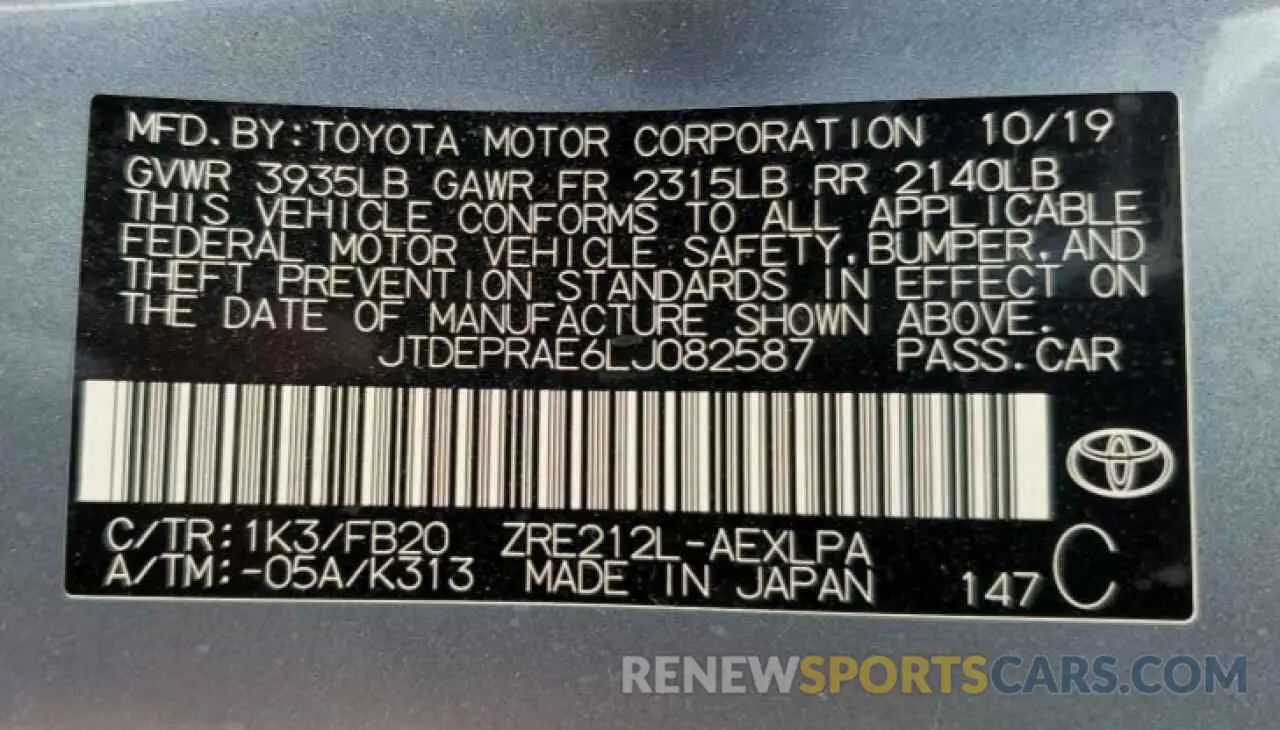 MFD. BY: TOYOTA MOTOR CORPORATION 10/19
GVWR 3935LB GAWR FR 2315LB RR 2140LB
THIS VEHICLE CONFORMS TO ALL APPLICABLE
FEDERAL MOTOR VEHICLE SAFETY, BUMPER, AND
THEFT PREVENTION STANDARDS IN EFFECT ON
THE DATE OF MANUFACTURE SHOWN ABOVE.
JTDEPRAE6LJ082587 PASS. CAR
C/TR: 1K3/FB20 ZRE212L-AEXLPA
A/TM: -05A/K313 MADE IN JAPAN 147 C
RENEWSPORTSCARS.COM